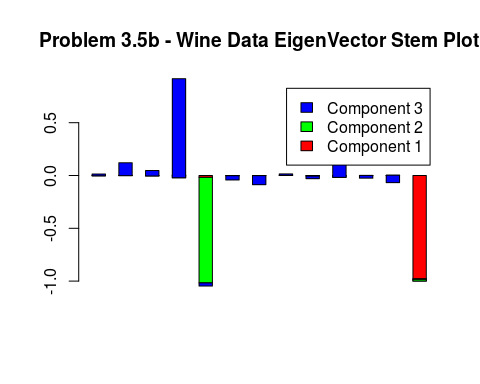 Problem 3.5b - Wine Data EigenVector Stem Plot
Component 3
Component 2
Component 1
0.5
0.0
-0.5
-1.0